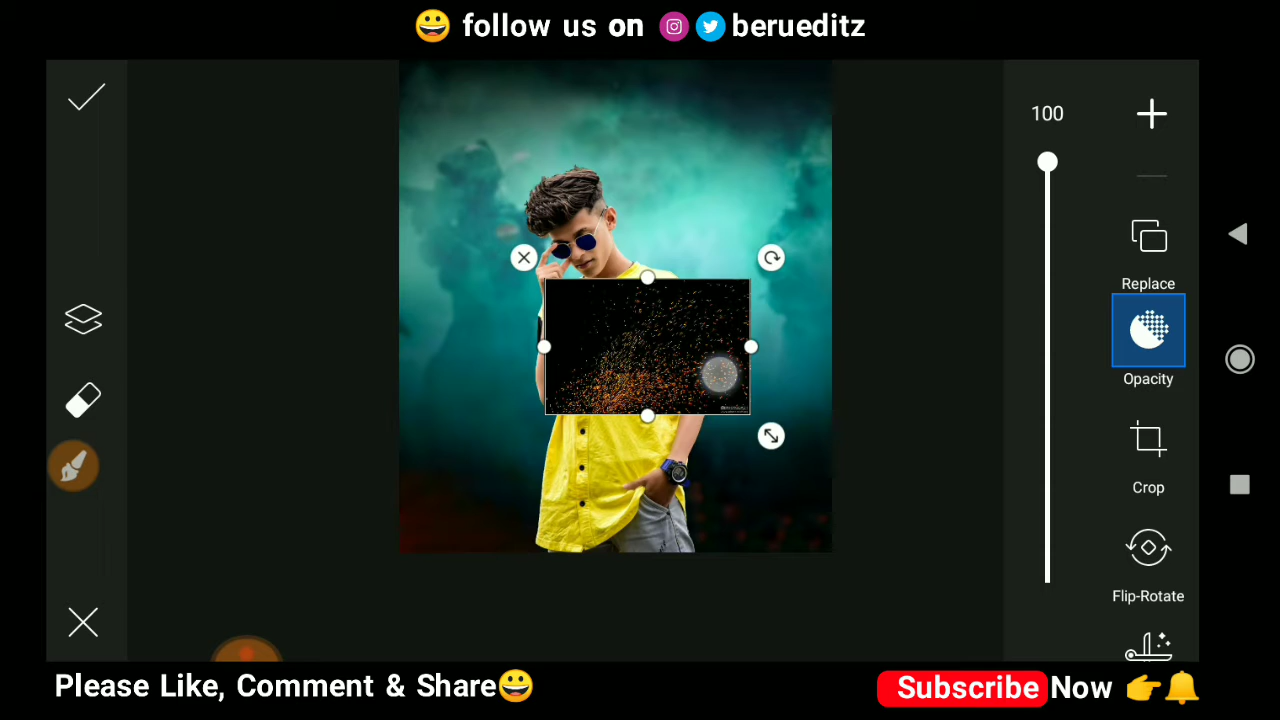 😀 follow us on berueditz
100
Replace
Opacity
Crop
Flip-Rotate
Please Like, Comment & Share😀
Subscribe Now 👉🔔